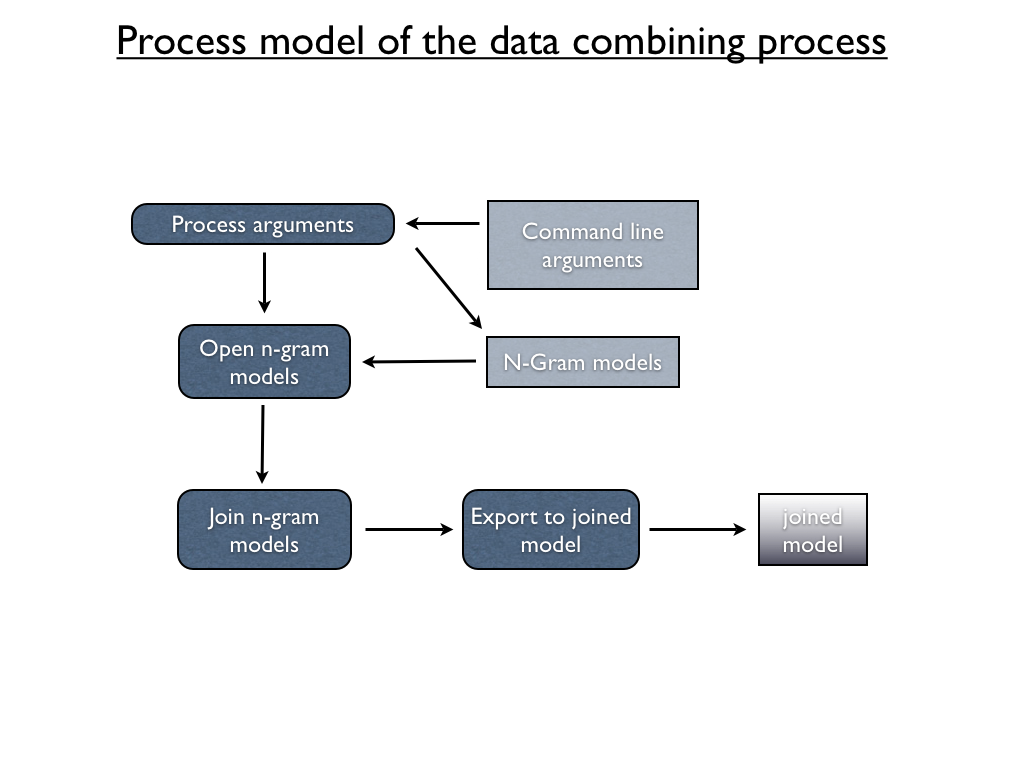 Process model of the data combining process
Process arguments
Command line
arguments
Open n-gram
models
N-Gram models
Join n-gram
models
Export to joined
model
joined
model